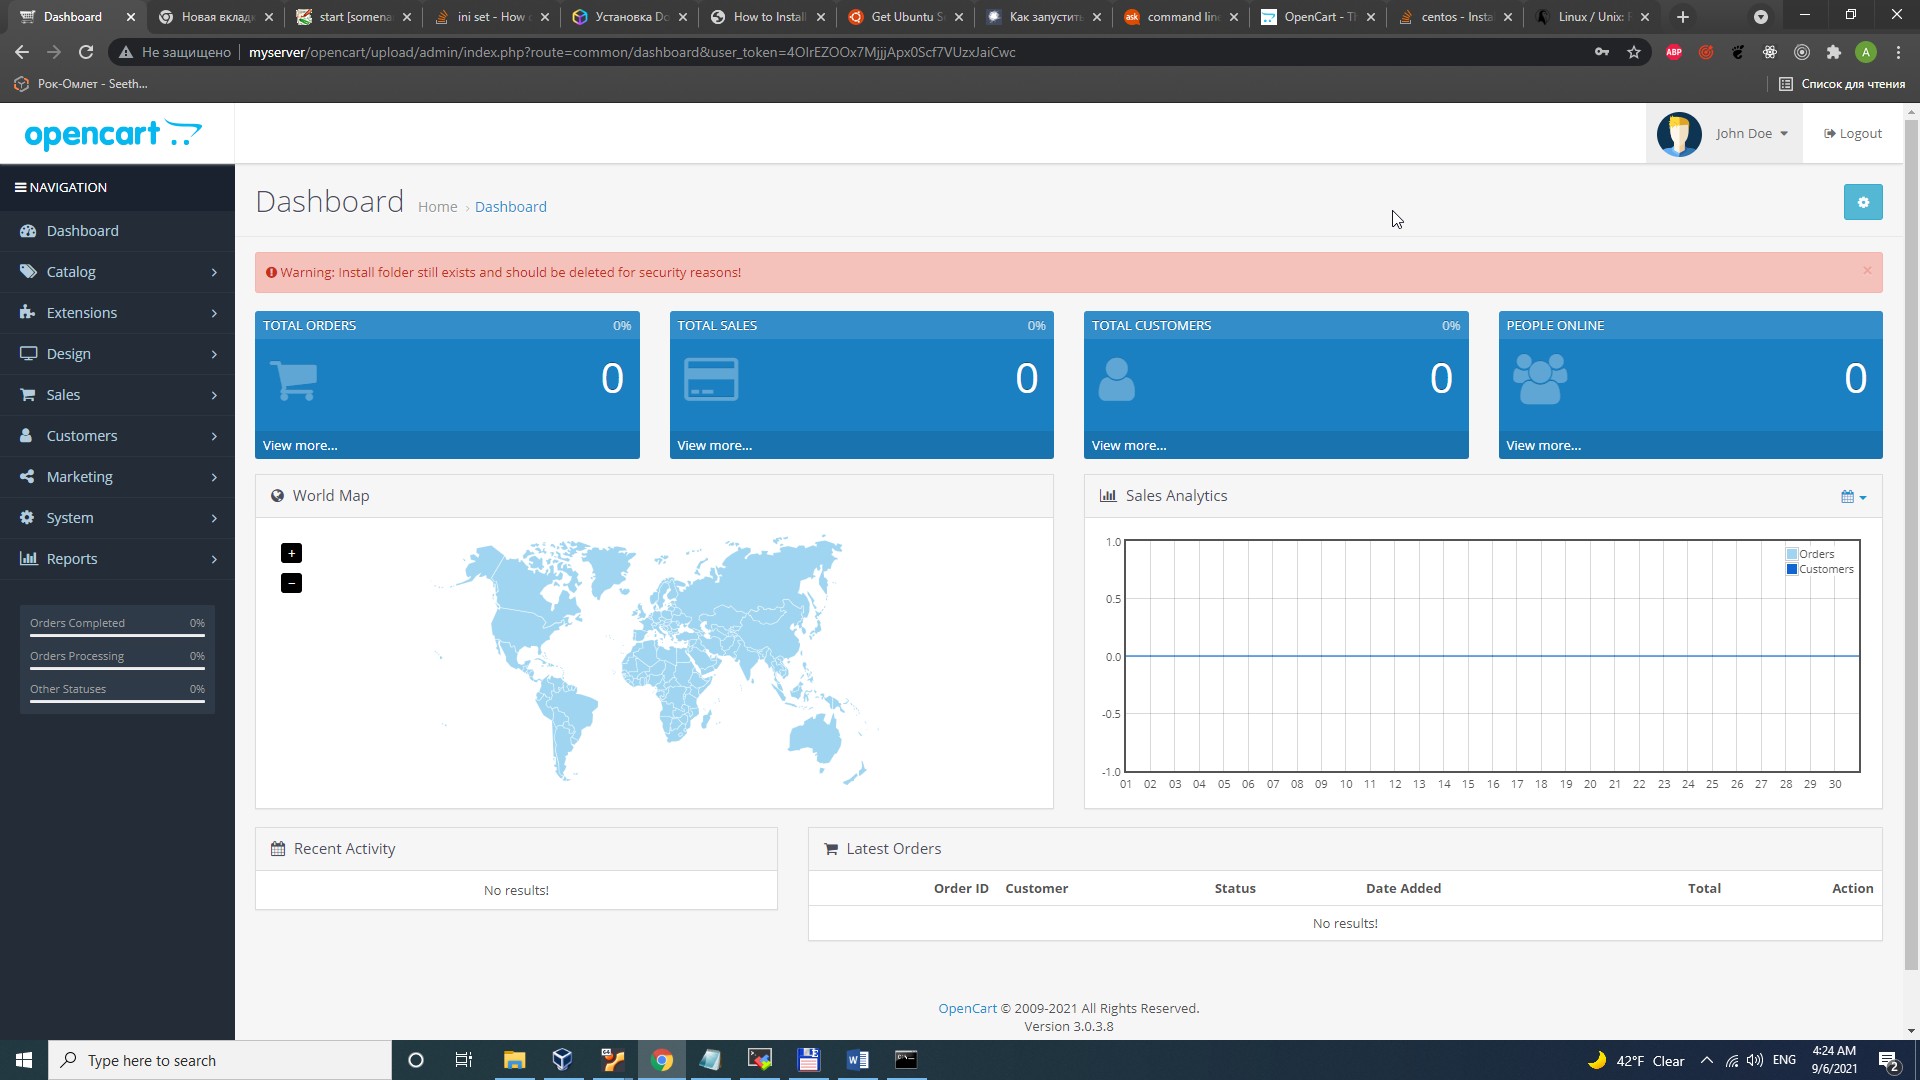 Dashboard
Новая вклад
start [somena
ini set - How
Установка Do
How to Install
Get Ubuntu S
Как запустить
ask
command line
OpenCart - Th
centos - Insta
Linux / Unix:
Не защищено
myserver/opencart/upload/admin/index.php?route=common/dashboard&user_token=4OIrEZOOx7MjjjApx0Scf7VUzxJaiCwc
ABP
A
Рок-Омлет - Seeth...
Список для чтения
opencart
John Doe
Logout
NAVIGATION
Dashboard
Catalog
Extensions
Design
Sales
Customers
Marketing
System
Reports
Orders Completed 0%
Orders Processing 0%
Other Statuses 0%
Dashboard Home › Dashboard
Warning: Install folder still exists and should be deleted for security reasons!
×
TOTAL ORDERS 0%
0
View more...
TOTAL SALES 0%
0
View more...
TOTAL CUSTOMERS 0%
0
View more...
PEOPLE ONLINE
0
View more...
World Map
+
−
Sales Analytics
Orders
Customers
1.0
0.5
0.0
-0.5
-1.0
01 02 03 04 05 06 07 08 09 10 11 12 13 14 15 16 17 18 19 20 21 22 23 24 25 26 27 28 29 30
Recent Activity
No results!
Latest Orders
Order ID Customer Status Date Added Total Action
No results!
OpenCart © 2009-2021 All Rights Reserved.
Version 3.0.3.8
Type here to search
42°F Clear
ENG
4:24 AM
9/6/2021
2